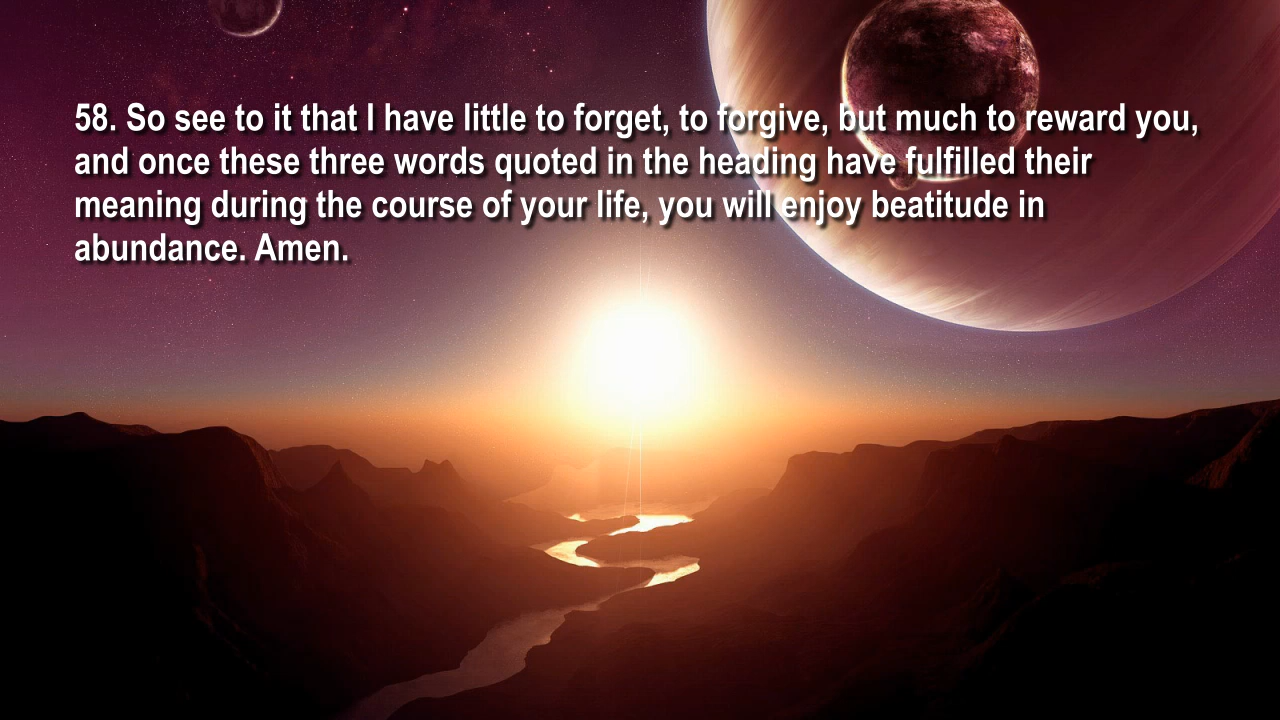 58. So see to it that I have little to forget, to forgive, but much to reward you,
and once these three words quoted in the heading have fulfilled their
meaning during the course of your life, you will enjoy beatitude in
abundance. Amen.